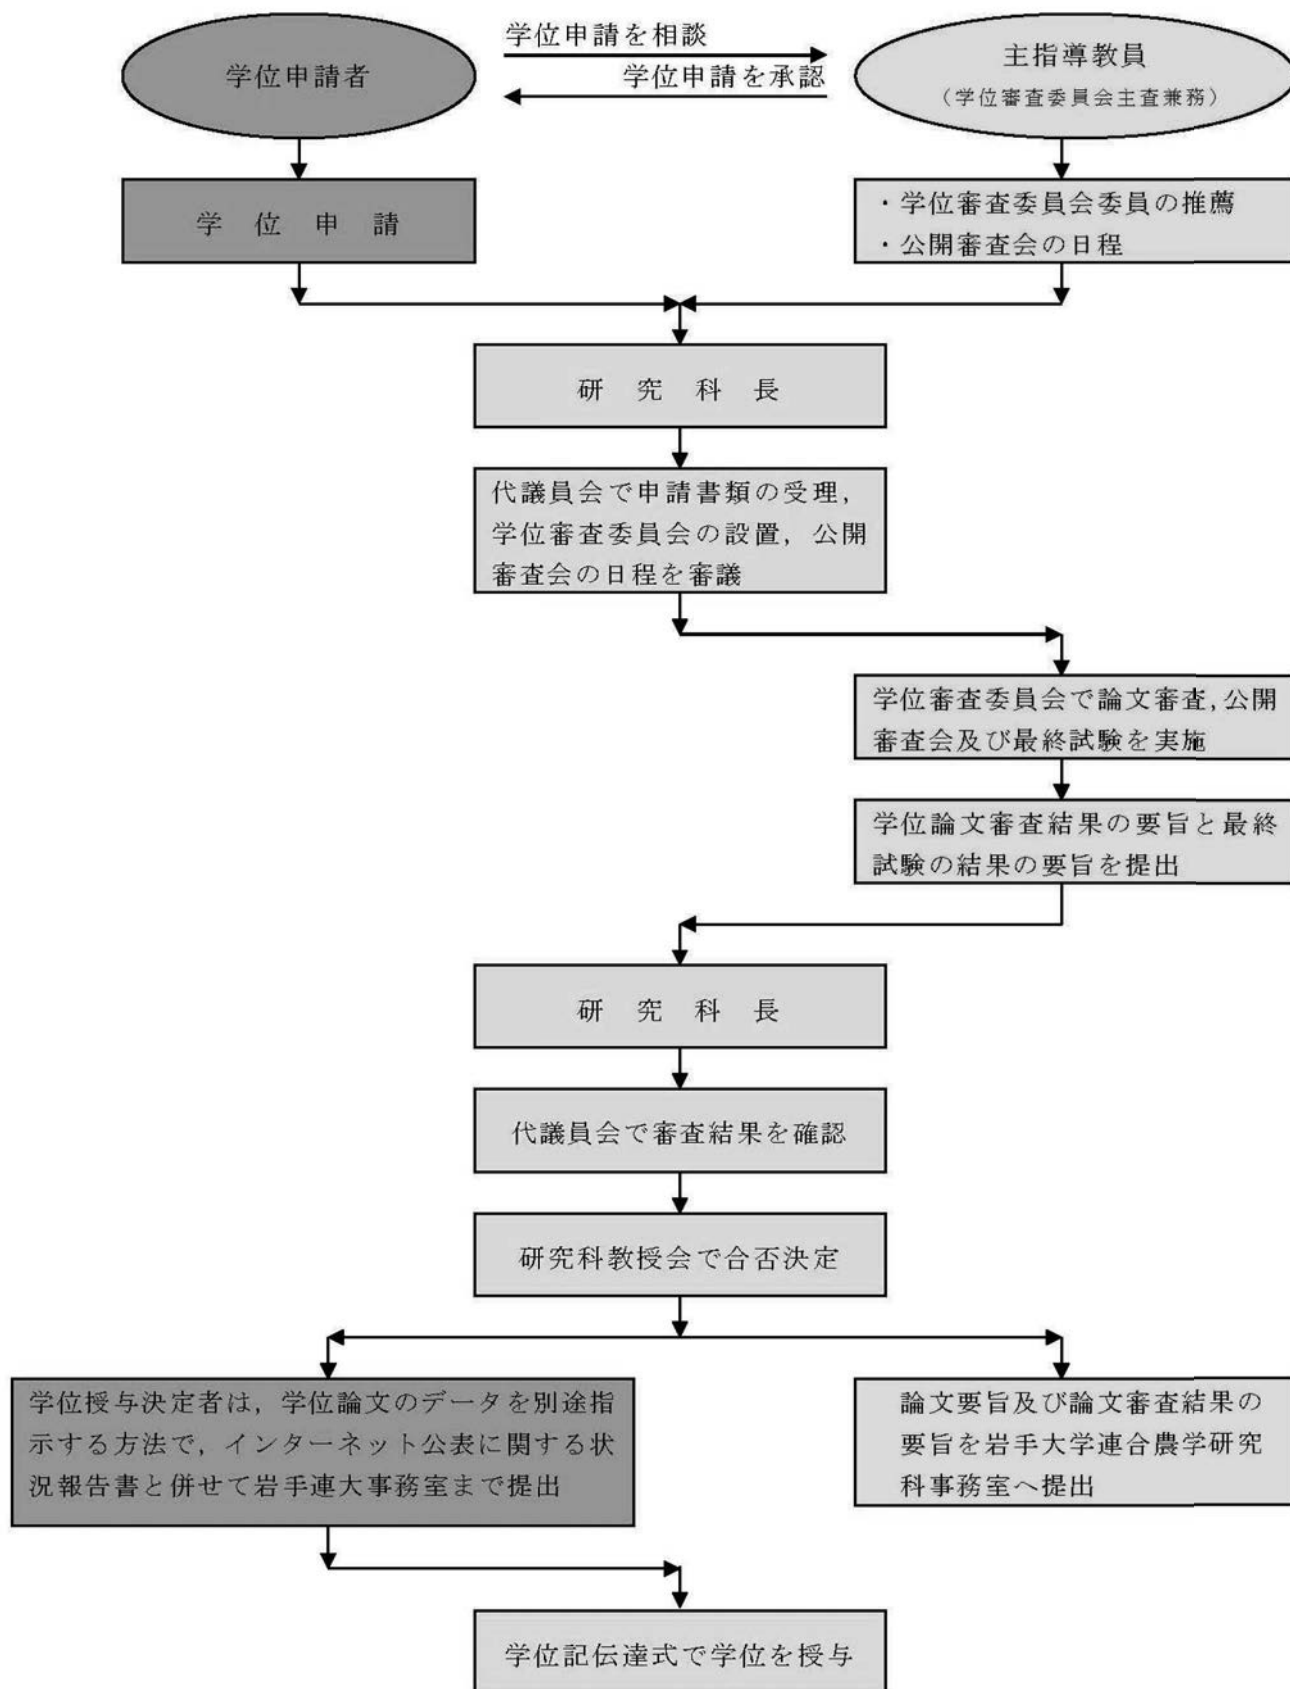 学位申請を相談
学位申請者
学位申請を承認
主指導教員
（学位審査委員会主査兼務）
学位申請
・学位審査委員会委員の推薦
・公開審査会の日程
研究科長
代議員会で申請書類の受理，
学位審査委員会の設置，公開
審査会の日程を審議
学位審査委員会で論文審査，公開
審査会及び最終試験を実施
学位論文審査結果の要旨と最終
試験の結果の要旨を提出
研究科長
代議員会で審査結果を確認
研究科教授会で合否決定
学位授与決定者は，学位論文のデータを別途指
示する方法で，インターネット公表に関する状
況報告書と併せて岩手連大事務室まで提出
論文要旨及び論文審査結果の
要旨を岩手大学連合農学研究
科事務室へ提出
学位記伝達式で学位を授与